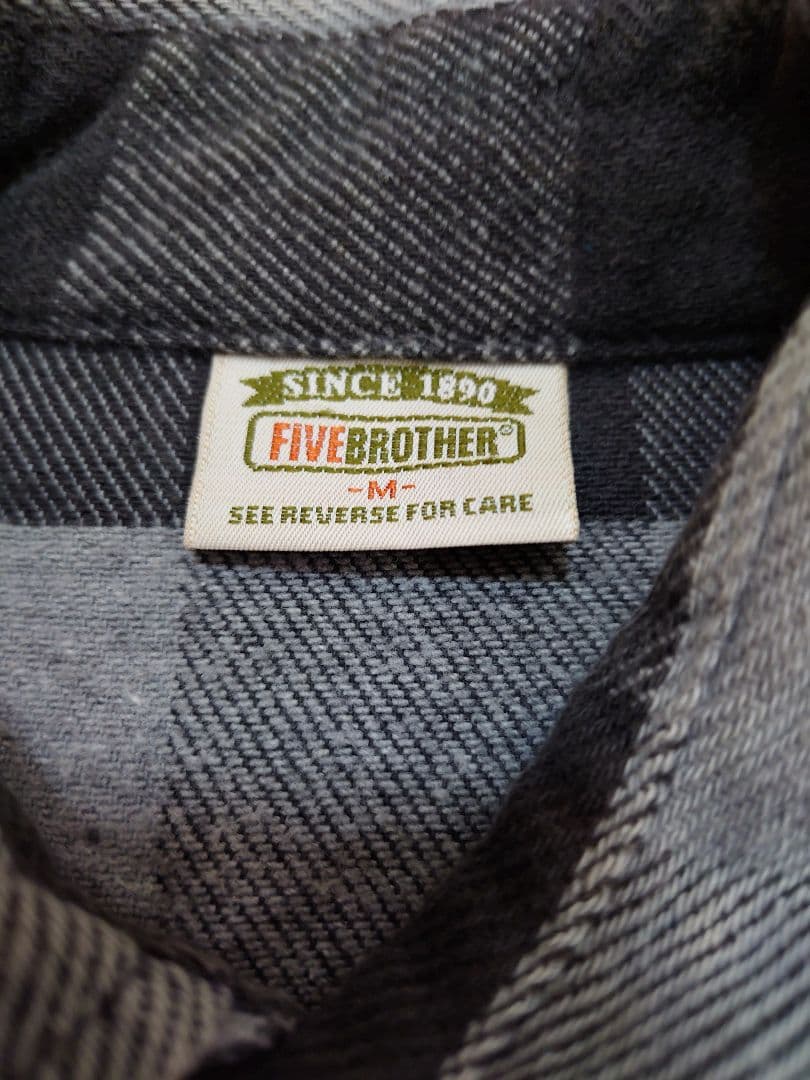 SINCE 1890
FIVEBROTHER®
-M-
SEE REVERSE FOR CARE